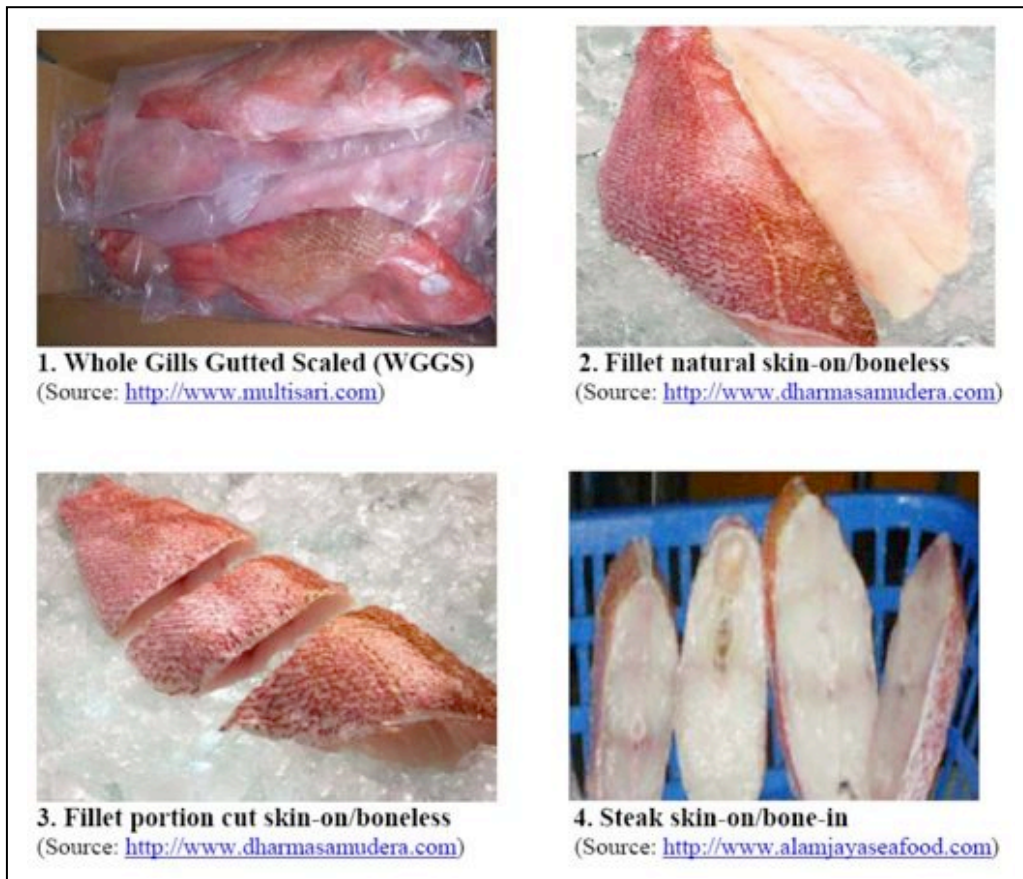 1. Whole Gills Gutted Scaled (WGGS)
(Source: http://www.multisari.com)
2. Fillet natural skin-on/boneless
(Source: http://www.dharmasamudera.com)
3. Fillet portion cut skin-on/boneless
(Source: http://www.dharmasamudera.com)
4. Steak skin-on/bone-in
(Source: http://www.alamjayaseafood.com)